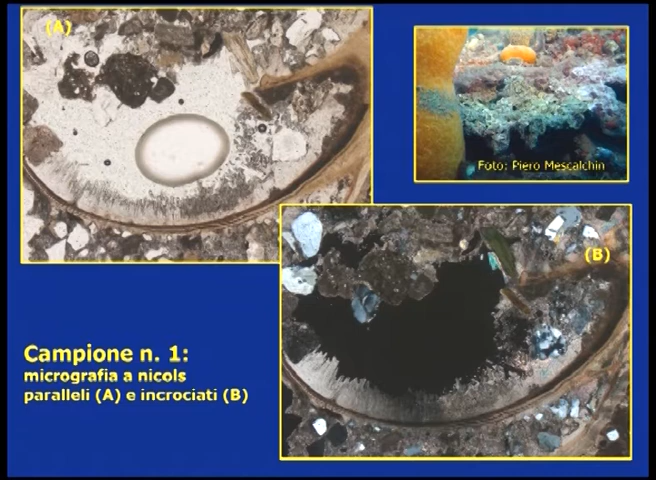 (A)
Foto: Piero Mescalchin
(B)
Campione n. 1:
micrografia a nicols
paralleli (A) e incrociati (B)